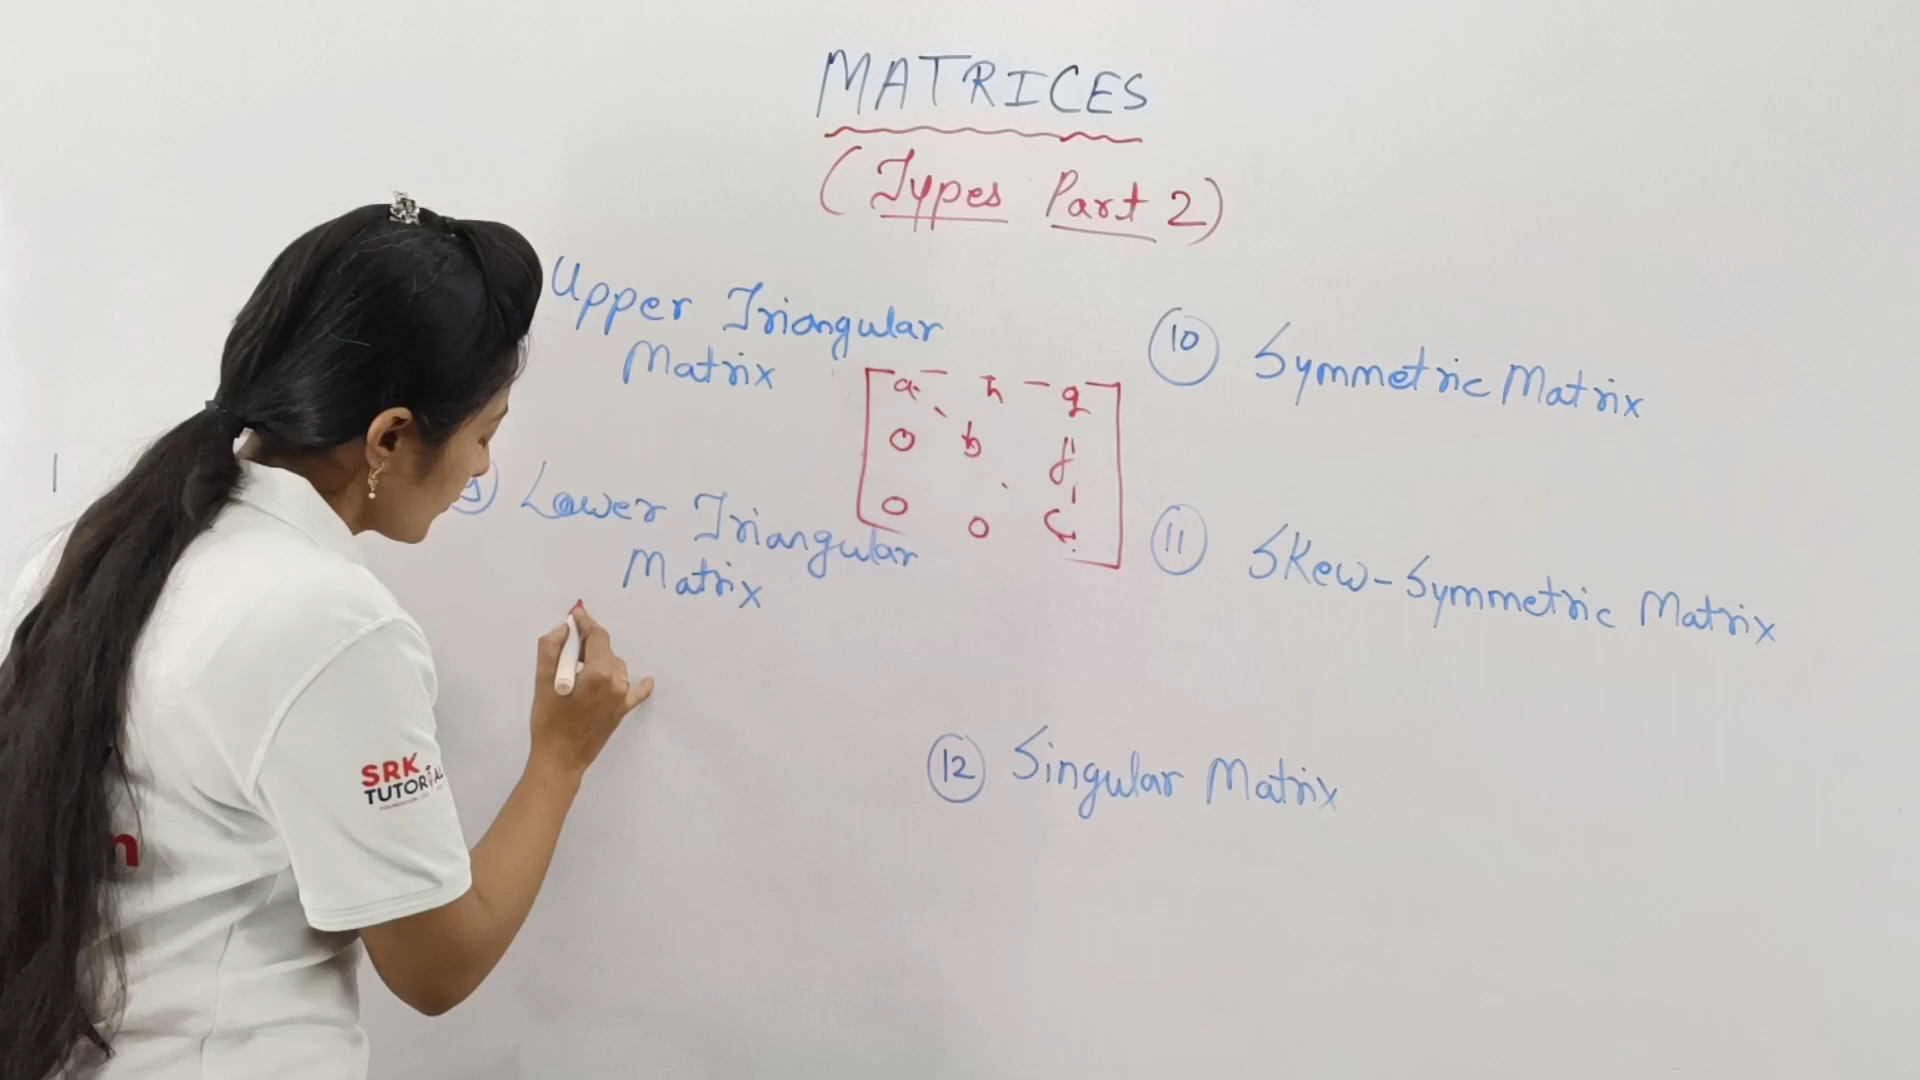 MATRICES
(Types Part 2)
Upper Triangular
Matrix
a h g
0 b f
0 0 c
Lower Triangular
Matrix
10 Symmetric Matrix
11 Skew-Symmetric Matrix
12 Singular Matrix
SRK
TUTORIAL